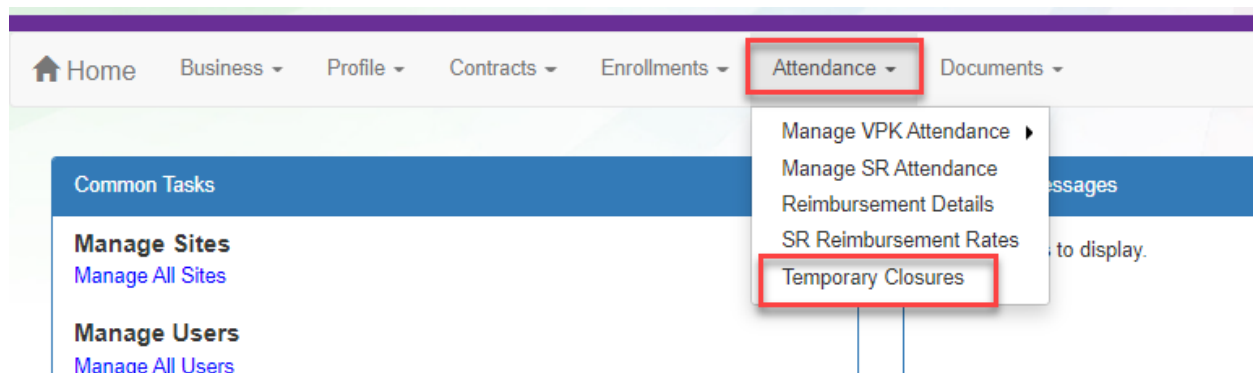 Home Business Profile Contracts Enrollments Attendance Documents
Manage VPK Attendance
Manage SR Attendance
Reimbursement Details
SR Reimbursement Rates
Temporary Closures
Common Tasks
Manage Sites
Manage All Sites
Manage Users
Manage All Users
essages
to display.